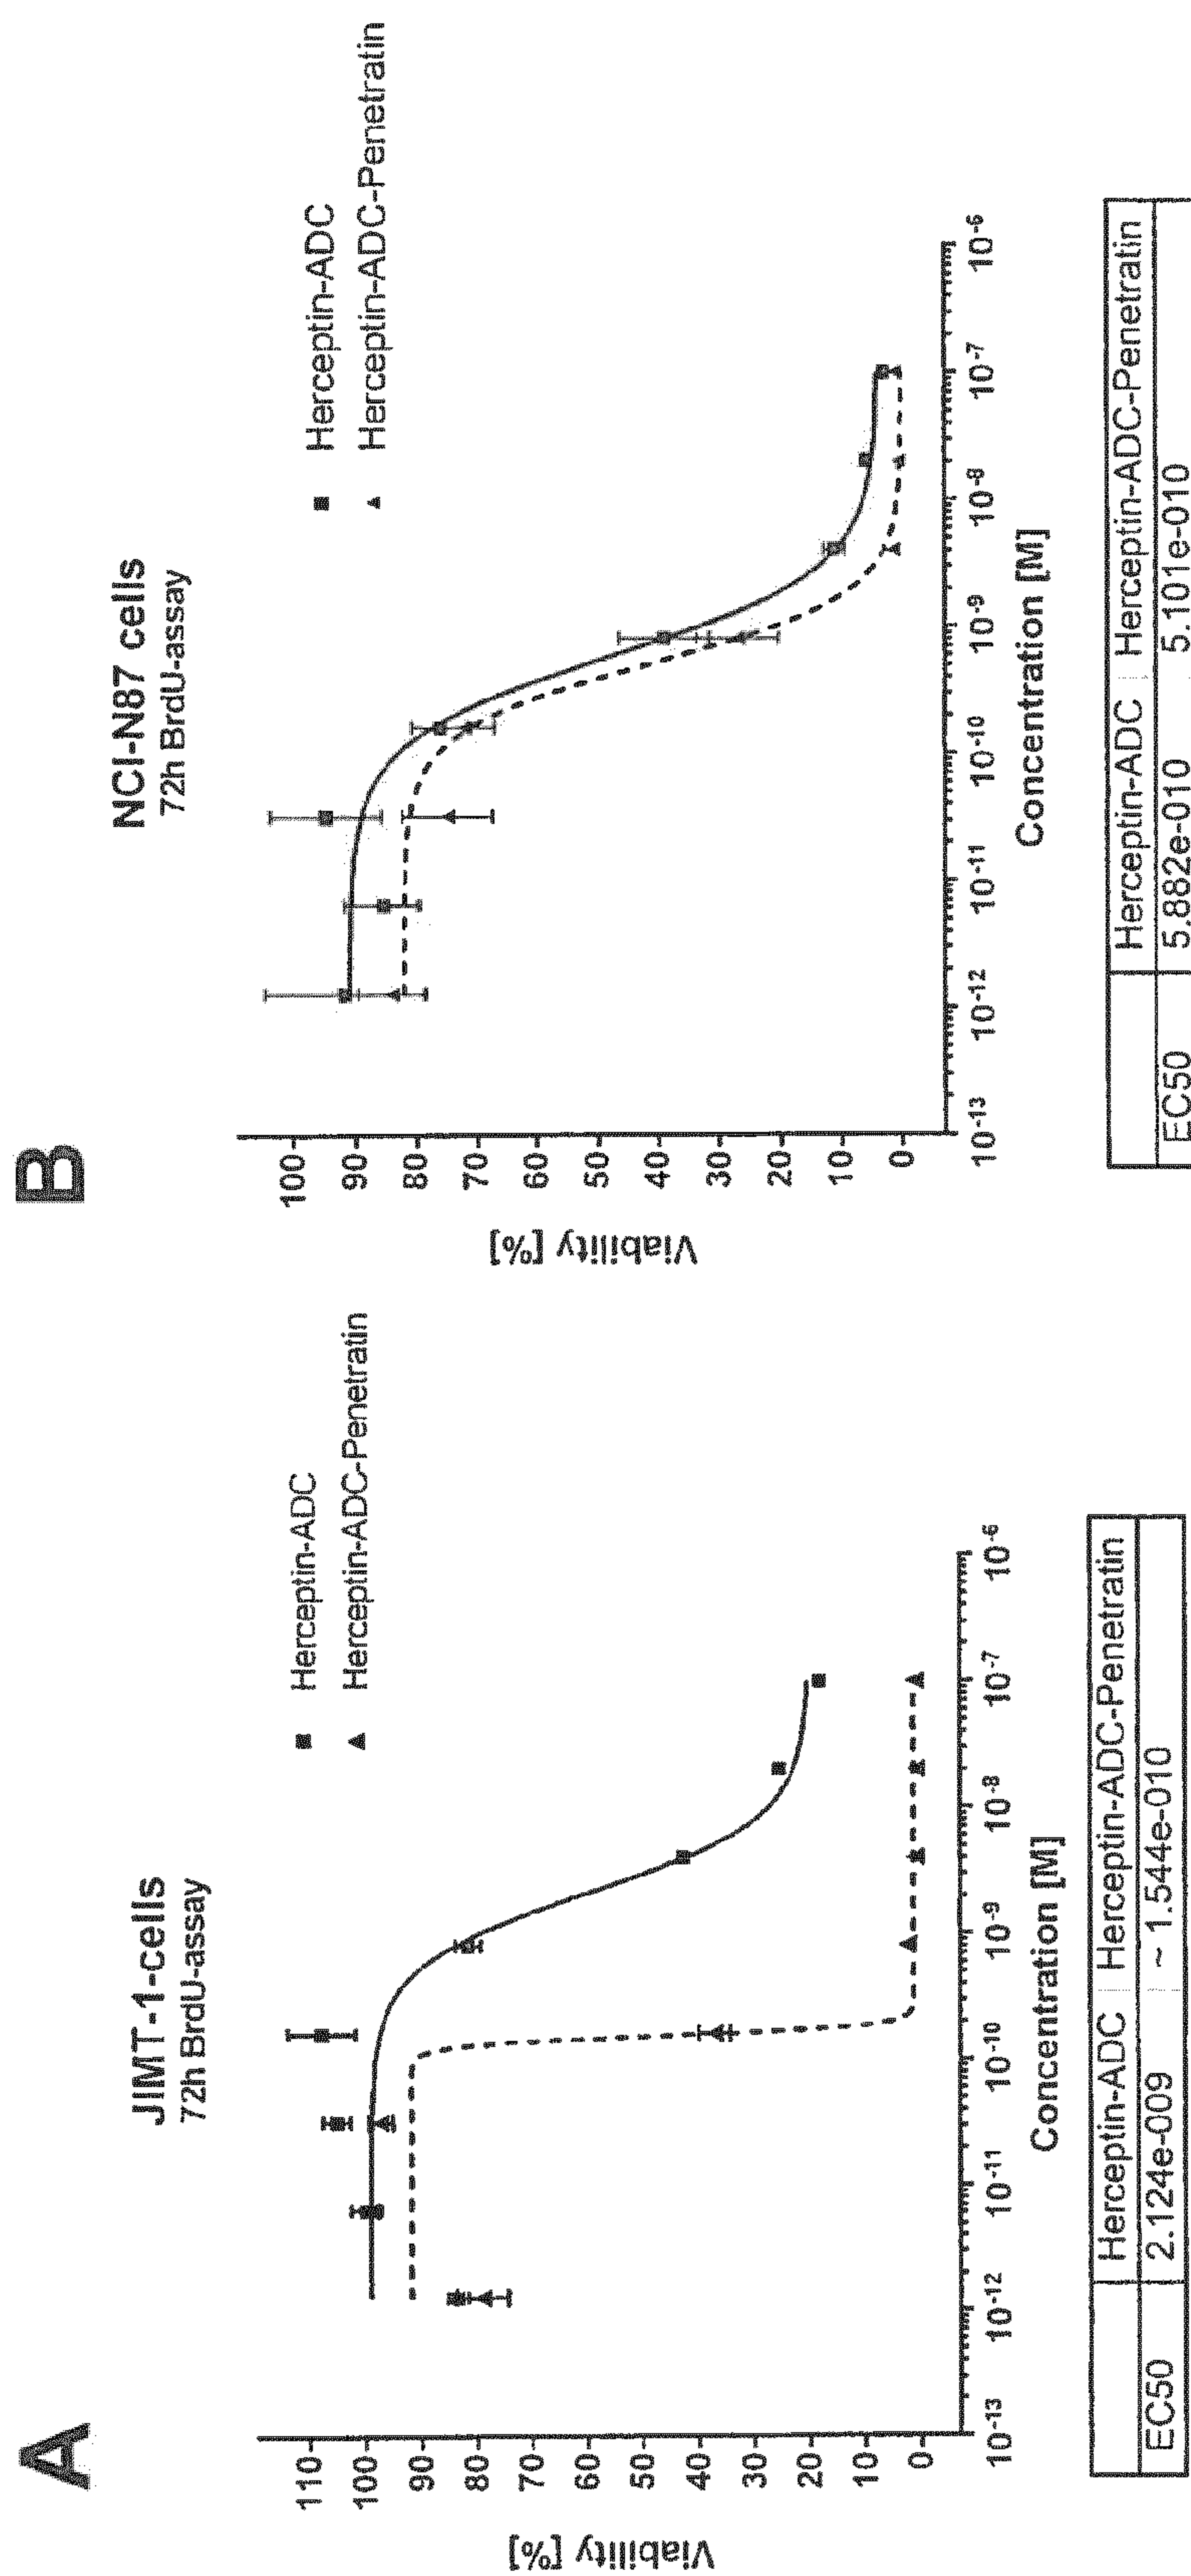 A
JIMT-1-cells
72h BrdU-assay
Herceptin-ADC
Herceptin-ADC-Penetratin
Viability [%]
110
100
90
80
70
60
50
40
30
20
10
0
10-13
10-12
10-11
10-10
10-9
10-8
10-7
10-6
Concentration [M]
Herceptin-ADC Herceptin-ADC-Penetratin
EC50 2.124e-009 ~ 1.544e-010
B
NCI-N87 cells
72h BrdU-assay
Herceptin-ADC
Herceptin-ADC-Penetratin
Viability [%]
100
90
80
70
60
50
40
30
20
10
0
10-13
10-12
10-11
10-10
10-9
10-8
10-7
10-6
Concentration [M]
Herceptin-ADC Herceptin-ADC-Penetratin
EC50 5.882e-010 5.101e-010